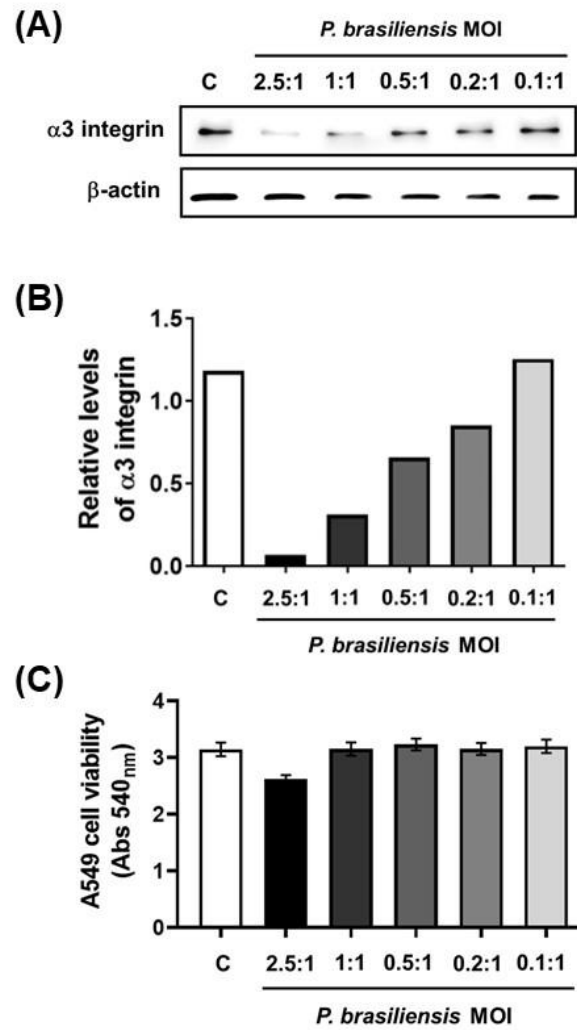 (A)
P. brasiliensis MOI
C 2.5:1 1:1 0.5:1 0.2:1 0.1:1
α3 integrin
β-actin
(B)
Relative levels
of α3 integrin
1.5
1.0
0.5
0.0
C 2.5:1 1:1 0.5:1 0.2:1 0.1:1
P. brasiliensis MOI
(C)
A549 cell viability
(Abs 540nm)
4
3
2
1
0
C 2.5:1 1:1 0.5:1 0.2:1 0.1:1
P. brasiliensis MOI